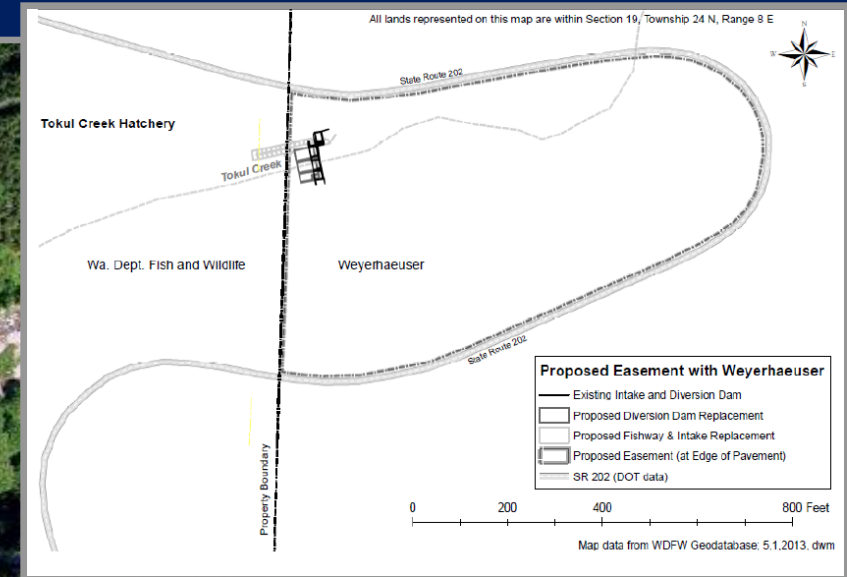 All lands represented on this map are within Section 19, Township 24 N, Range 8 E
N
W
E
S
State Route 202
Tokul Creek Hatchery
Tokul Creek
Wa. Dept. Fish and Wildlife
Weyerhaeuser
State Route 202
Property Boundary
Proposed Easement with Weyerhaeuser
Existing Intake and Diversion Dam
Proposed Diversion Dam Replacement
Proposed Fishway & Intake Replacement
Proposed Easement (at Edge of Pavement)
SR 202 (DOT data)
0 200 400 800 Feet
Map data from WDFW Geodatabase; 5,1,2013, dwm